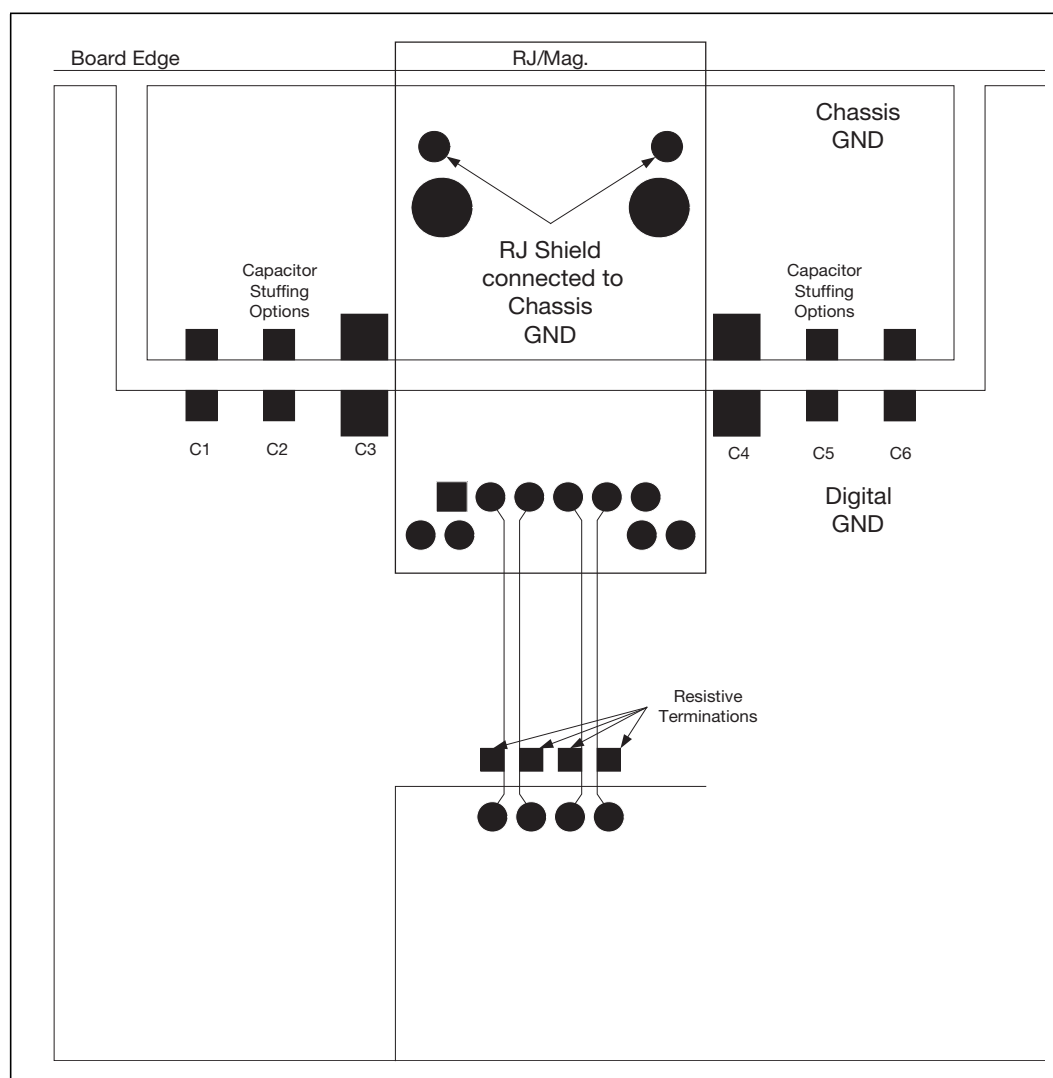 Board Edge
RJ/Mag.
Chassis
GND
RJ Shield
connected to
Chassis
GND
Capacitor
Stuffing
Options
Capacitor
Stuffing
Options
C1
C2
C3
C4
C5
C6
Digital
GND
Resistive
Terminations